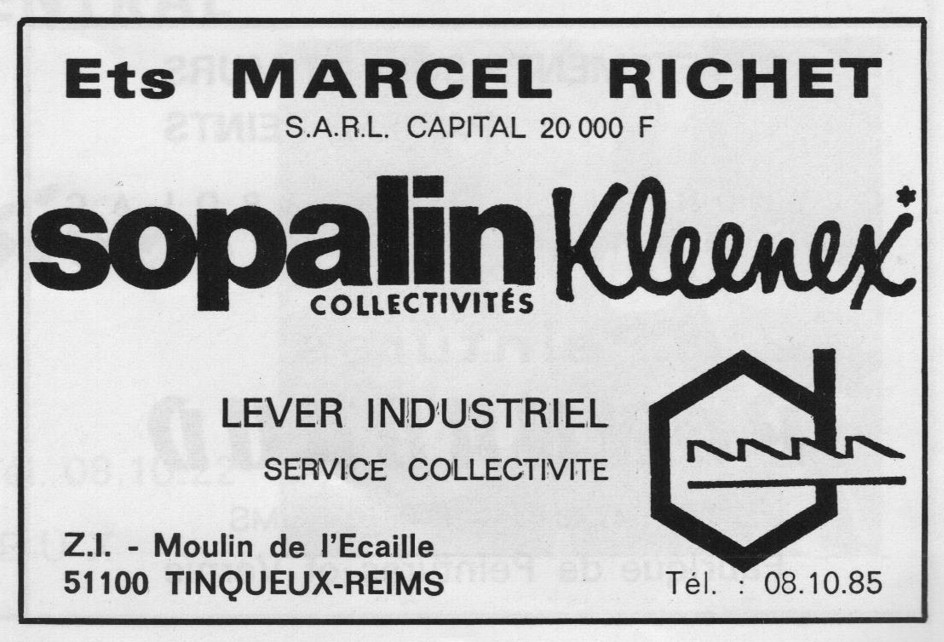 Ets MARCEL RICHET
S.A.R.L. CAPITAL 20 000 F
sopalin Kleenex*
COLLECTIVITÉS
LEVER INDUSTRIEL
SERVICE COLLECTIVITE
Z.I. - Moulin de l'Ecaille
51100 TINQUEUX-REIMS
Tél. : 08.10.85